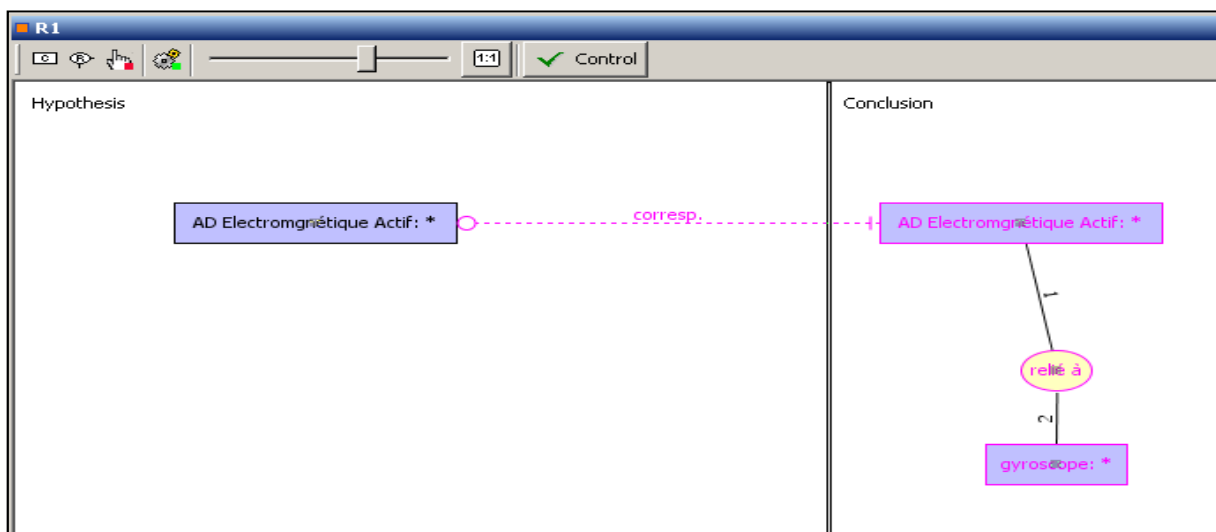 R1
C
R
1:1
Control
Hypothesis
Conclusion
AD Electromgnétique Actif: *
corresp.
AD Electromgnétique Actif: *
1
relié à
2
gyroscope: *